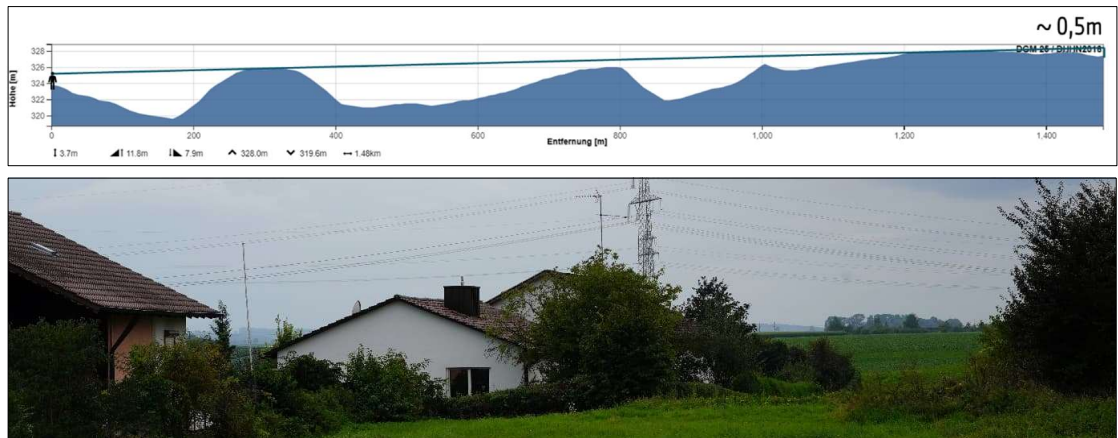 ~ 0,5m
DGM 25 / DHHN2016
Höhe [m]
328
326
324
322
320
0
200
400
600
800
1,000
1,200
1,400
Entfernung [m]
3.7m 11.8m 7.9m 328.0m 319.6m 1.48km